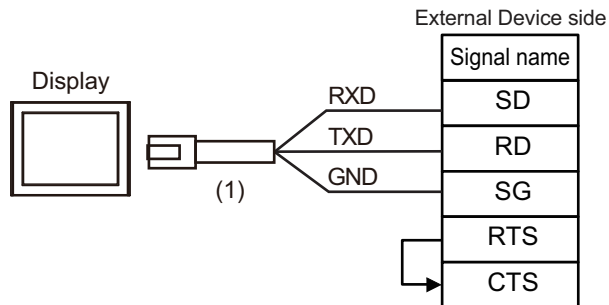 External Device side
Signal name
Display
RXD
SD
TXD
RD
GND
SG
(1)
RTS
CTS